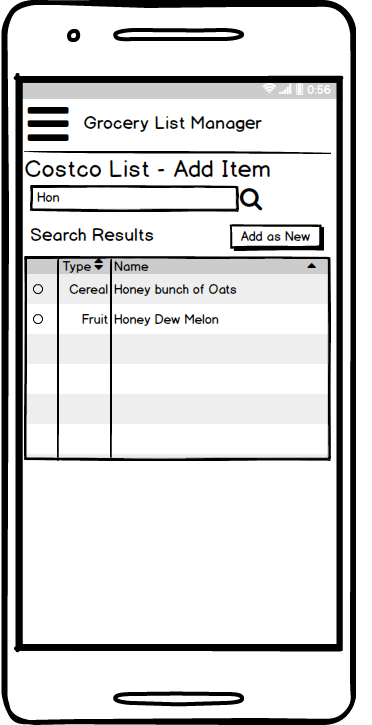 0:56
Grocery List Manager
Costco List - Add Item
Hon
Search Results
Add as New
Type Name
Cereal Honey bunch of Oats
Fruit Honey Dew Melon